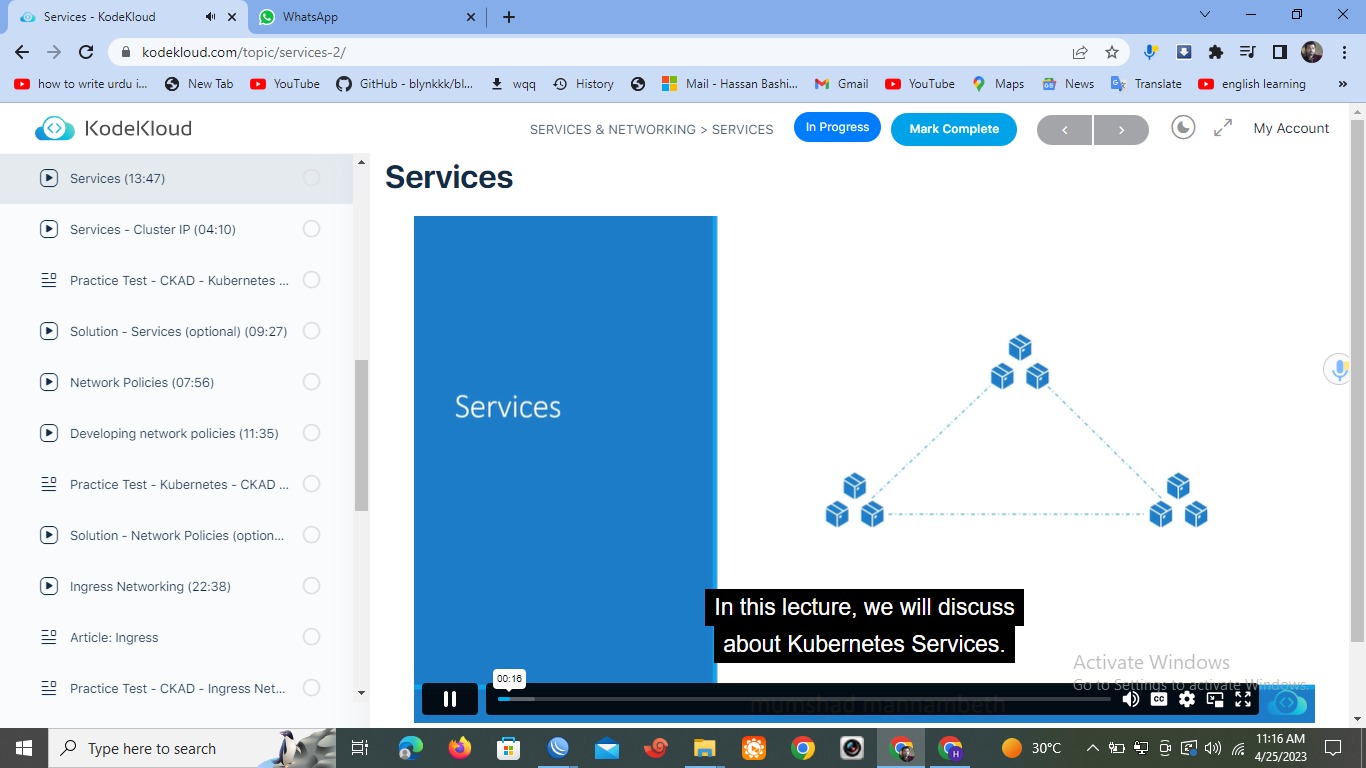 Services - KodeKloud
WhatsApp
kodekloud.com/topic/services-2/
how to write urdu i...
New Tab
YouTube
GitHub - blynkkk/bl...
wqq
History
Mail - Hassan Bashi...
Gmail
YouTube
Maps
News
Translate
english learning
»
KodeKloud
SERVICES & NETWORKING > SERVICES
In Progress
Mark Complete
My Account
Services (13:47)
Services - Cluster IP (04:10)
Practice Test - CKAD - Kubernetes ...
Solution - Services (optional) (09:27)
Network Policies (07:56)
Developing network policies (11:35)
Practice Test - Kubernetes - CKAD ...
Solution - Network Policies (option...
Ingress Networking (22:38)
Article: Ingress
Practice Test - CKAD - Ingress Net...
Services
Services
In this lecture, we will discuss
about Kubernetes Services.
00:16
CC
mumshad mannambeth
Activate Windows
Go to Settings to activate Windows.
Type here to search
H
30°C
11:16 AM
4/25/2023